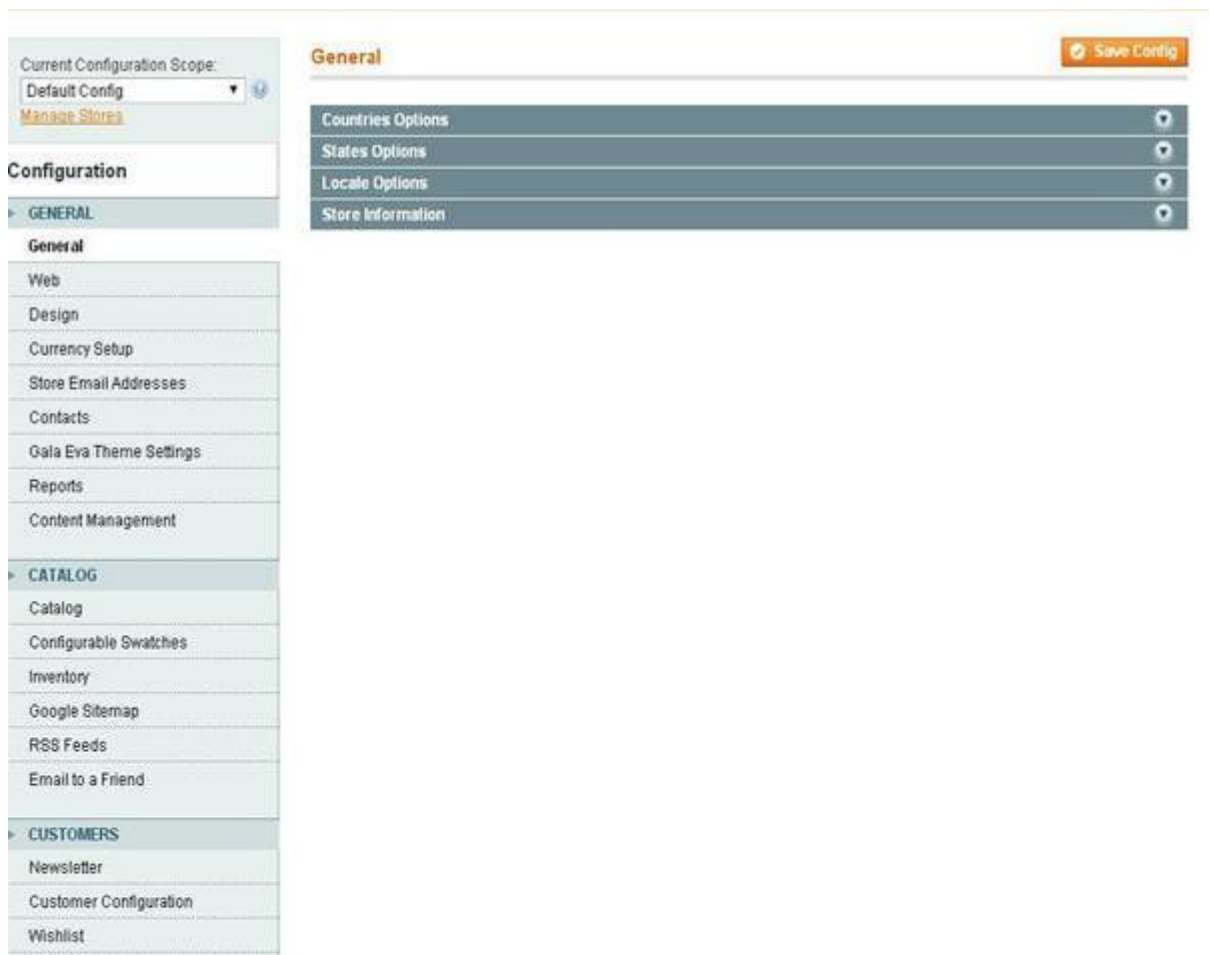 Current Configuration Scope:
Default Config
Manage Stores
Configuration
GENERAL
General
Web
Design
Currency Setup
Store Email Addresses
Contacts
Gala Eva Theme Settings
Reports
Content Management
CATALOG
Catalog
Configurable Swatches
Inventory
Google Sitemap
RSS Feeds
Email to a Friend
CUSTOMERS
Newsletter
Customer Configuration
Wishlist
General
Save Config
Countries Options
States Options
Locale Options
Store Information